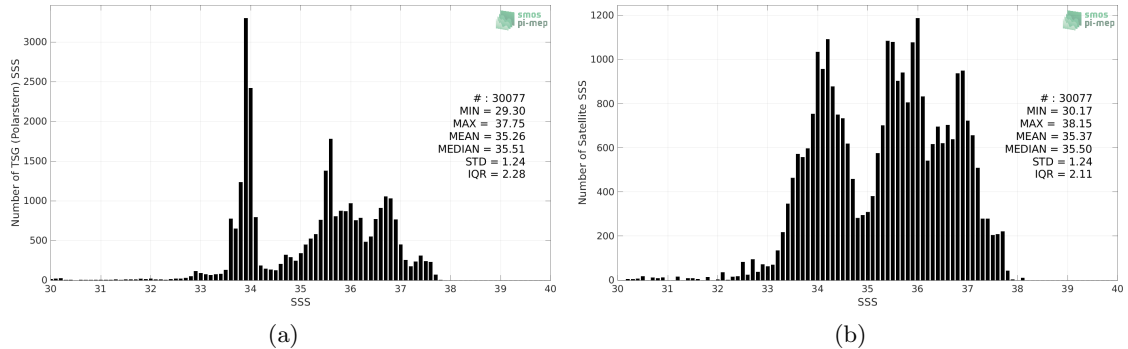 3000
2500
2000
1500
1000
500
0
30 31 32 33 34 35 36 37 38 39 40
SSS
Number of TSG (Polarstern) SSS
smos
pi-mep
# : 30077
MIN = 29.30
MAX = 37.75
MEAN = 35.26
MEDIAN = 35.51
STD = 1.24
IQR = 2.28
(a)
1200
1000
800
600
400
200
0
30 31 32 33 34 35 36 37 38 39 40
SSS
Number of Satellite SSS
smos
pi-mep
# : 30077
MIN = 30.17
MAX = 38.15
MEAN = 35.37
MEDIAN = 35.50
STD = 1.24
IQR = 2.11
(b)